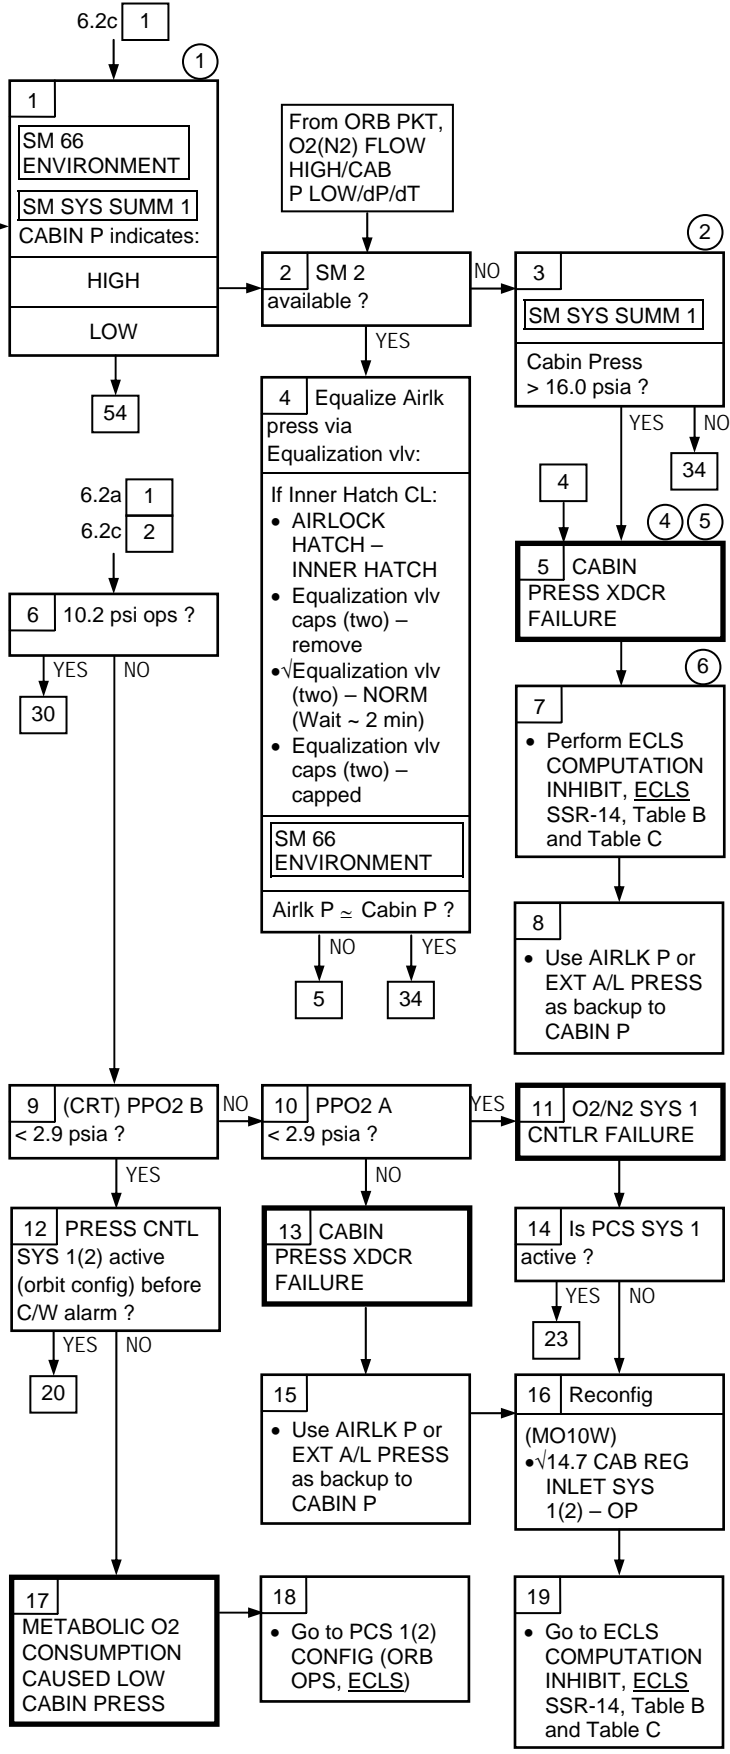 6.2c 1
1
1
SM 66
ENVIRONMENT
SM SYS SUMM 1
CABIN P indicates:
HIGH
LOW
54
From ORB PKT,
O2(N2) FLOW
HIGH/CAB
P LOW/dP/dT
2 SM 2
available ?
NO
YES
2
3
SM SYS SUMM 1
Cabin Press
> 16.0 psia ?
YES
NO
34
4
4 5
4 Equalize Airlk
press via
Equalization vlv:
If Inner Hatch CL:
• AIRLOCK
HATCH –
INNER HATCH
• Equalization vlv
caps (two) –
remove
•√Equalization vlv
(two) – NORM
(Wait ~ 2 min)
• Equalization vlv
caps (two) –
capped
SM 66
ENVIRONMENT
Airlk P ≃ Cabin P ?
NO
YES
5
34
5 CABIN
PRESS XDCR
FAILURE
6
7
• Perform ECLS
COMPUTATION
INHIBIT, ECLS
SSR-14, Table B
and Table C
8
• Use AIRLK P or
EXT A/L PRESS
as backup to
CABIN P
6.2a 1
6.2c 2
6 10.2 psi ops ?
YES
NO
30
9 (CRT) PPO2 B
< 2.9 psia ?
NO
YES
10 PPO2 A
< 2.9 psia ?
YES
NO
11 O2/N2 SYS 1
CNTLR FAILURE
12 PRESS CNTL
SYS 1(2) active
(orbit config) before
C/W alarm ?
YES
NO
20
13 CABIN
PRESS XDCR
FAILURE
14 Is PCS SYS 1
active ?
YES
NO
23
15
• Use AIRLK P or
EXT A/L PRESS
as backup to
CABIN P
16 Reconfig
(MO10W)
•√14.7 CAB REG
INLET SYS
1(2) – OP
17
METABOLIC O2
CONSUMPTION
CAUSED LOW
CABIN PRESS
18
• Go to PCS 1(2)
CONFIG (ORB
OPS, ECLS)
19
• Go to ECLS
COMPUTATION
INHIBIT, ECLS
SSR-14, Table B
and Table C